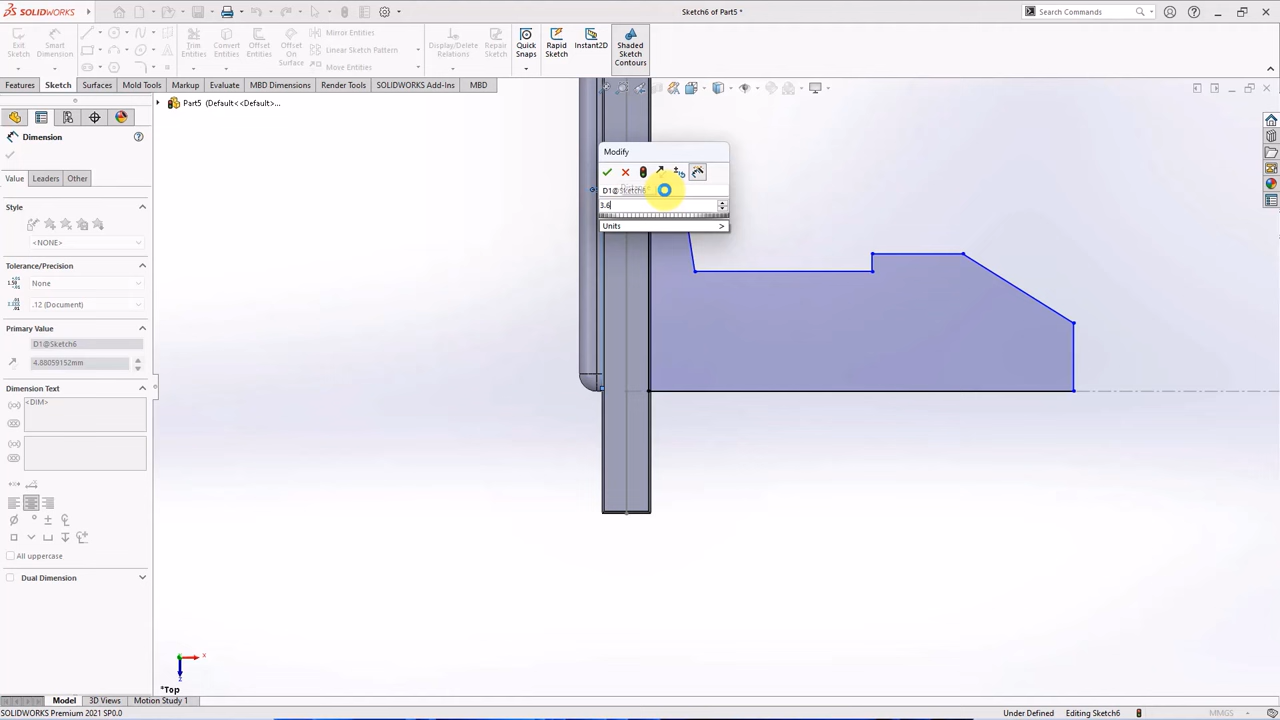 SOLIDWORKS
Sketch6 of Part5 *
Search Commands
Exit Sketch
Smart Dimension
Trim Entities
Convert Entities
Offset Entities
Offset On Surface
Mirror Entities
Linear Sketch Pattern
Move Entities
Display/Delete Relations
Repair Sketch
Quick Snaps
Rapid Sketch
Instant2D
Shaded Sketch Contours
Features
Sketch
Surfaces
Mold Tools
Markup
Evaluate
MBD Dimensions
Render Tools
SOLIDWORKS Add-Ins
MBD
Part5 (Default<<Default>...
Dimension
Value
Leaders
Other
Style
<NONE>
Tolerance/Precision
None
.12 (Document)
Primary Value
D1@Sketch6
4.88059152mm
Dimension Text
<DIM>
All uppercase
Dual Dimension
Modify
D1@Sketch6
3.6
Units >
*Top
Model
3D Views
Motion Study 1
SOLIDWORKS Premium 2021 SP0.0
Under Defined
Editing Sketch6
MMGS